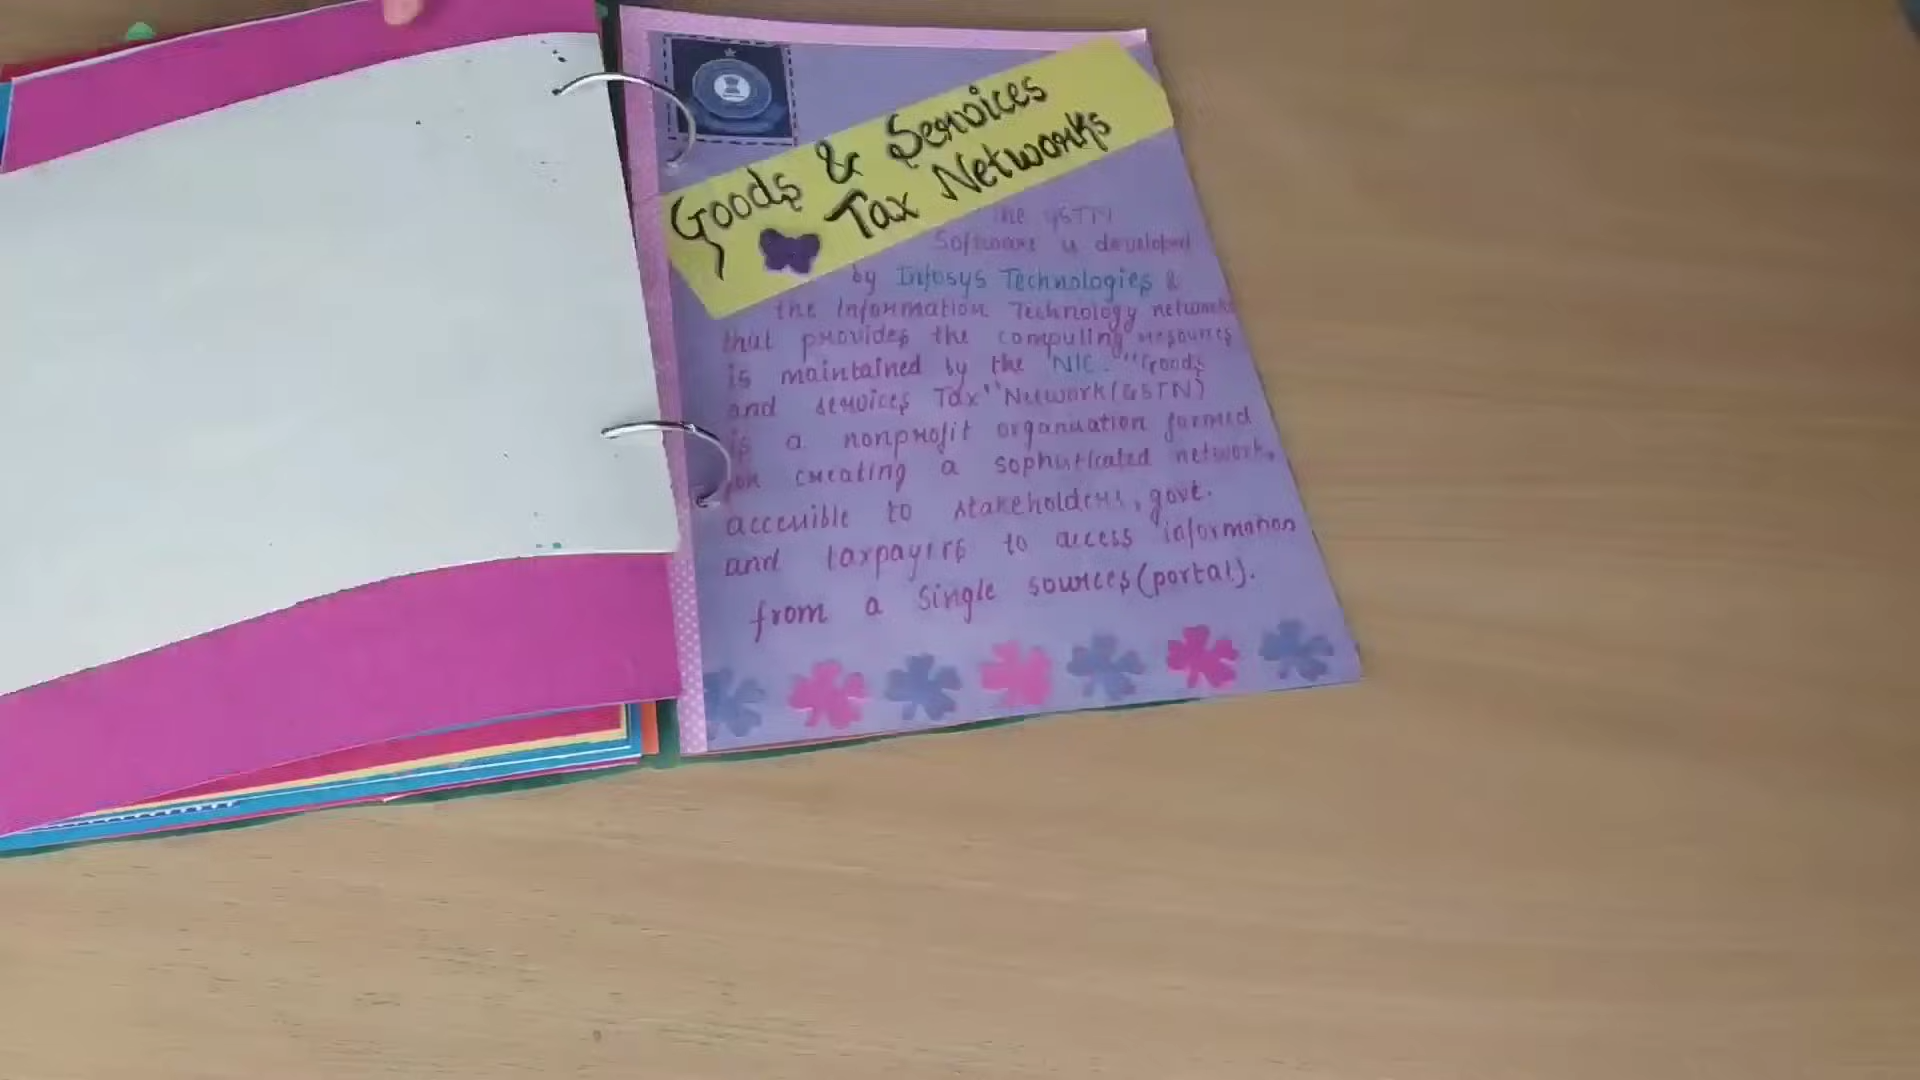 Goods & Services
Tax Networks
The GSTN
Software is developed
by Infosys Technologies &
the Information Technology network
that provides the computing resources
is maintained by the NIC. "Goods
and services Tax" Network(GSTN)
is a nonprofit organisation formed
for creating a sophisticated network,
accessible to stakeholders, govt.
and taxpayers to access information
from a single sources(portal).